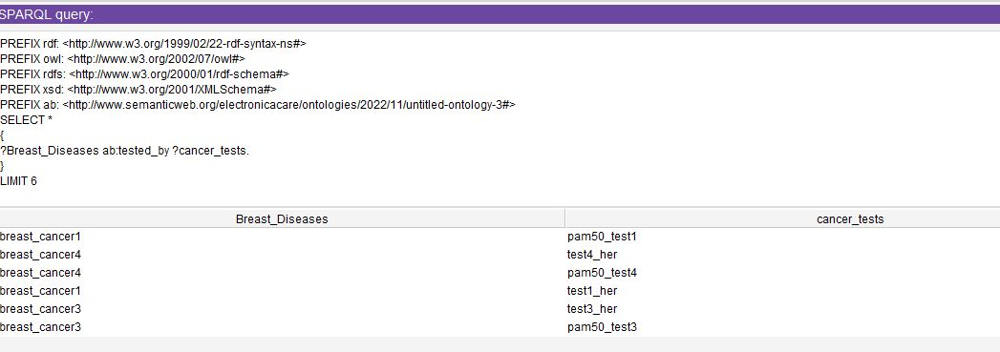 SPARQL query:
PREFIX rdf: <http://www.w3.org/1999/02/22-rdf-syntax-ns#>
PREFIX owl: <http://www.w3.org/2002/07/owl#>
PREFIX rdfs: <http://www.w3.org/2000/01/rdf-schema#>
PREFIX xsd: <http://www.w3.org/2001/XMLSchema#>
PREFIX ab: <http://www.semanticweb.org/electronicacare/ontologies/2022/11/untitled-ontology-3#>
SELECT *
{
?Breast_Diseases ab:tested_by ?cancer_tests.
}
LIMIT 6
Breast_Diseases cancer_tests
breast_cancer1 pam50_test1
breast_cancer4 test4_her
breast_cancer4 pam50_test4
breast_cancer1 test1_her
breast_cancer3 test3_her
breast_cancer3 pam50_test3